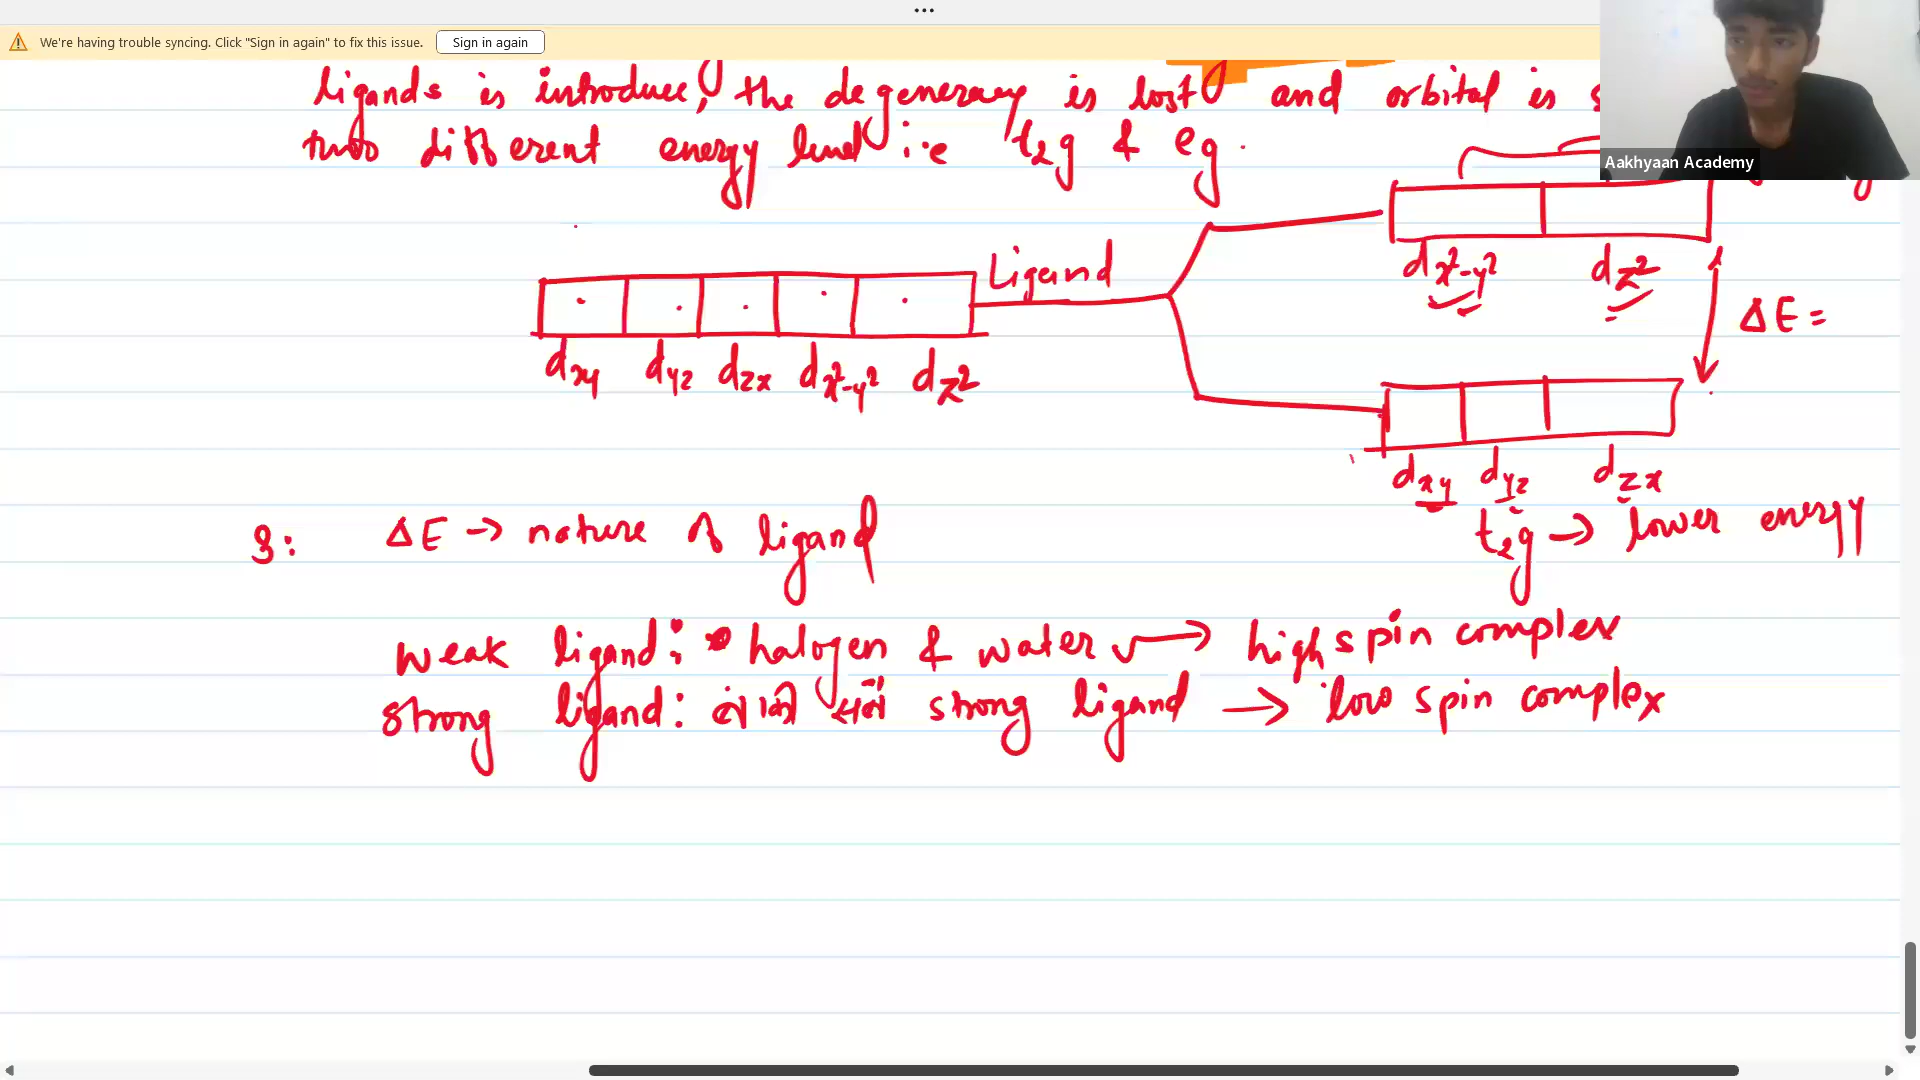 •••
We're having trouble syncing. Click "Sign in again" to fix this issue. Sign in again
ligands is introduce, the degeneracy is lost and orbital is s
two different energy level i.e t₂g & eg.
Aakhyaan Academy
Ligand
dx²-y² dz²
ΔE =
dxy dyz dzx dx²-y² dz²
dxy dyz dzx
t₂g → lower energy
3: ΔE → nature of ligand
weak ligand: halogen & water → high spin complex
strong ligand: strong ligand → low spin complex